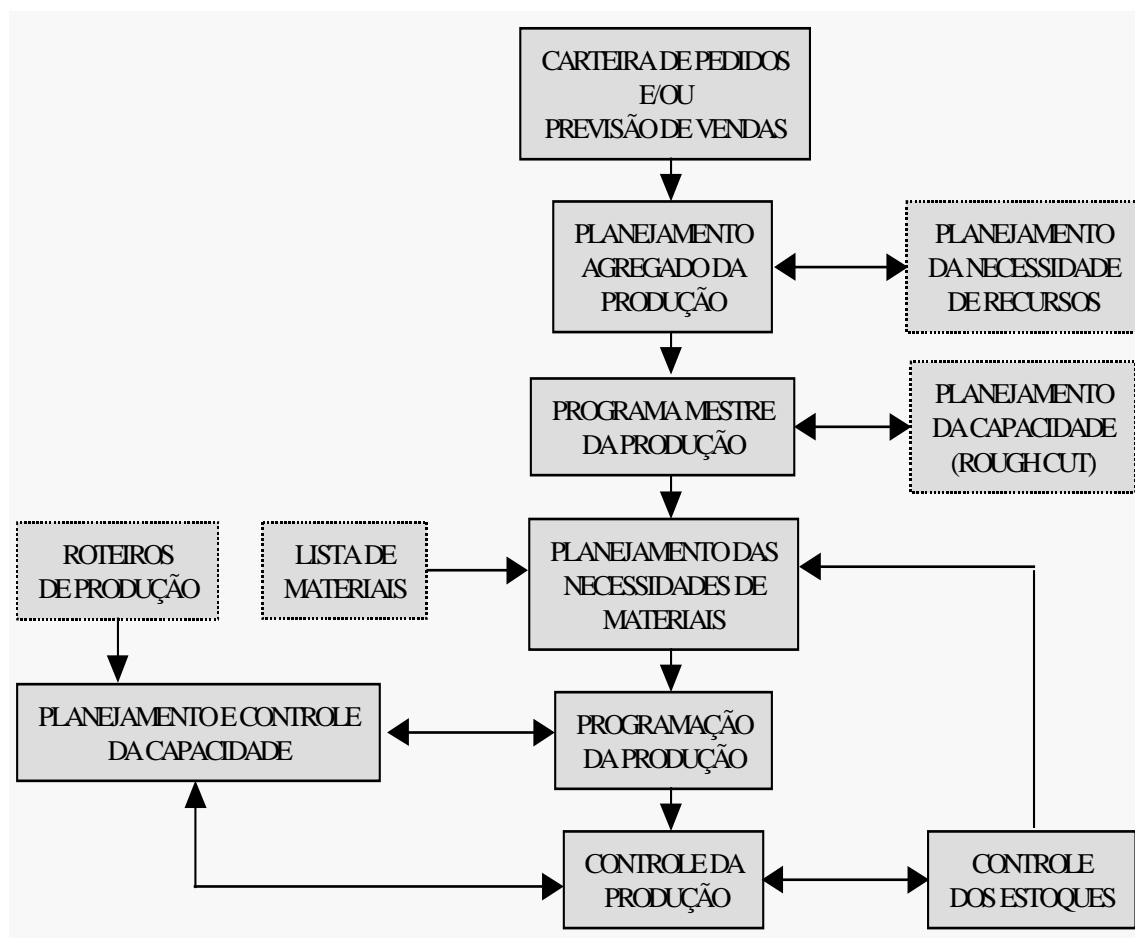 CARTEIRA DE PEDIDOS
E/OU
PREVISÃO DE VENDAS
PLANEJAMENTO
AGREGADO DA
PRODUÇÃO
PLANEJAMENTO
DA NECESSIDADE
DE RECURSOS
PROGRAMA MESTRE
DA PRODUÇÃO
PLANEJAMENTO
DA CAPACIDADE
(ROUGH CUT)
ROTEIROS
DE PRODUÇÃO
LISTA DE
MATERIAIS
PLANEJAMENTO DAS
NECESSIDADES DE
MATERIAIS
PLANEJAMENTO E CONTROLE
DA CAPACIDADE
PROGRAMAÇÃO
DA PRODUÇÃO
CONTROLE DA
PRODUÇÃO
CONTROLE
DOS ESTOQUES